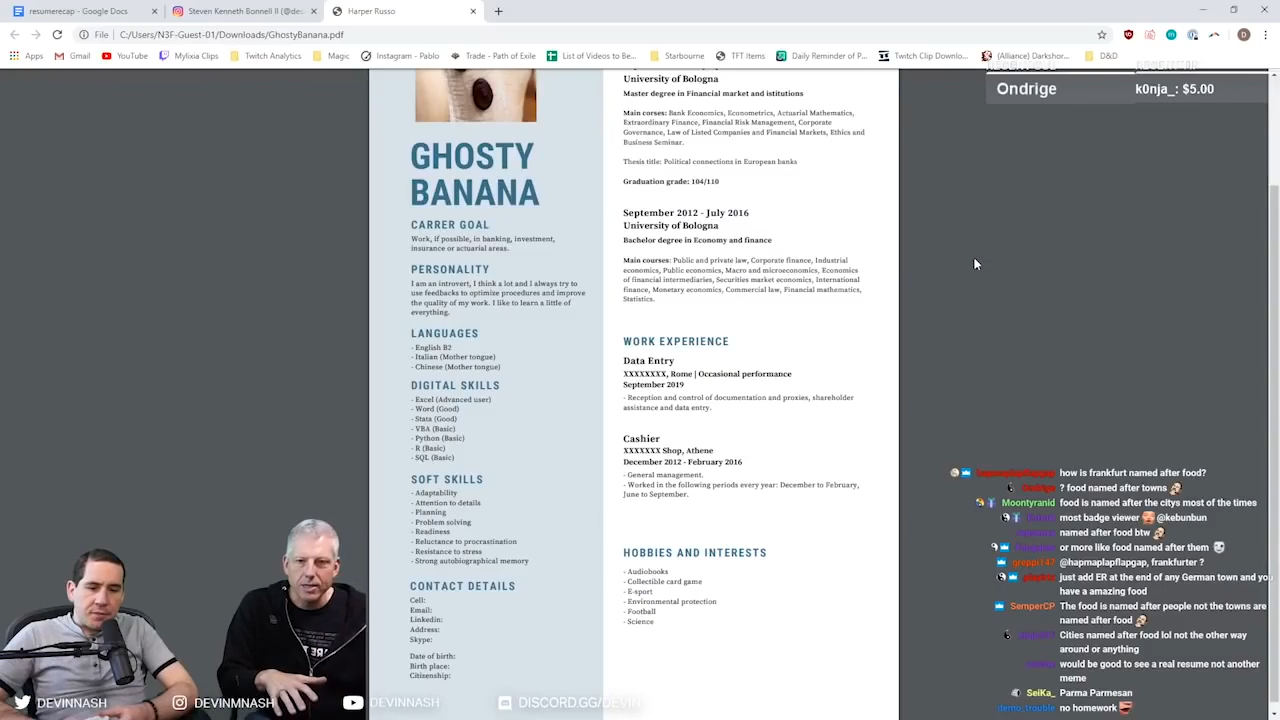 resumerecap - Google Docs
Steven Kenneth Bonnell II (@des
Harper Russo
File | C:/Users/N3F-Guest-01/Downloads/GhostyBanana.pdf
Apps
Gmail
YouTube
Mylixia Clips
Twitch Analytics
Magic
Instagram - Pablo
Trade - Path of Exile
List of Videos to Be...
Starbourne
TFT Items
Daily Reminder of P...
Twitch Clip Downlo...
(Alliance) Darkshor...
D&D
Ondrige
k0nja_: $5.00
GHOSTY
BANANA
CARRER GOAL
Work, if possible, in banking, investment,
insurance or actuarial areas.
PERSONALITY
I am an introvert, I think a lot and I always try to
use feedbacks to optimize procedures and improve
the quality of my work. I like to learn a little of
everything.
LANGUAGES
- English B2
- Italian (Mother tongue)
- Chinese (Mother tongue)
DIGITAL SKILLS
- Excel (Advanced user)
- Word (Good)
- Stata (Good)
- VBA (Basic)
- Python (Basic)
- R (Basic)
- SQL (Basic)
SOFT SKILLS
- Adaptability
- Attention to details
- Planning
- Problem solving
- Readiness
- Reluctance to procrastination
- Resistance to stress
- Strong autobiographical memory
CONTACT DETAILS
Cell:
Email:
Linkedin:
Address:
Skype:
Date of birth:
Birth place:
Citisenship:
University of Bologna
Master degree in Financial market and istitutions
Main corses: Bank Economics, Econometrics, Actuarial Mathematics,
Extraordinary Finance, Financial Risk Management, Corporate
Governance, Law of Listed Companies and Financial Markets, Ethics and
Business Seminar.
Thesis title: Political connections in European banks
Graduation grade: 104/110
September 2012 - July 2016
University of Bologna
Bachelor degree in Economy and finance
Main courses: Public and private law, Corporate finance, Industrial
economics, Public economics, Macro and microeconomics, Economics
of financial intermediaries, Securities market economics, International
finance, Monetary economics, Commercial law, Financial mathematics,
Statistics.
WORK EXPERIENCE
Data Entry
XXXXXXXX, Rome | Occasional performance
September 2019
- Reception and control of documentation and proxies, shareholder
assistance and data entry.
Cashier
XXXXXXX Shop, Athene
December 2012 - February 2016
- General management.
- Worked in the following periods every year: December to February,
June to September.
HOBBIES AND INTERESTS
- Audiobooks
- Collectible card game
- E-sport
- Environmental protection
- Football
- Science
hapmaplapflapgap how is frankfurt named after food?
Ondrige ? food named after towns
Moontyranid food is named after the citys most of the times
most badge viewer @kebunbun
named after food btw
or more like food named after them
greppi147 @hapmaplapflapgap, frankfurter ?
just add ER at the end of any German town and you
have a amazing food
SemperCP The food is named after people not the towns are
named after food
Cities named after food lol not the other way
around or anything
would be good to see a real resume not another
meme
SeiKa_ Parma Parmesan
demo_trouble no homework
DEVINNASH
DEVINMASH
DEVINNASH
DISCORD.GG/DEVIN